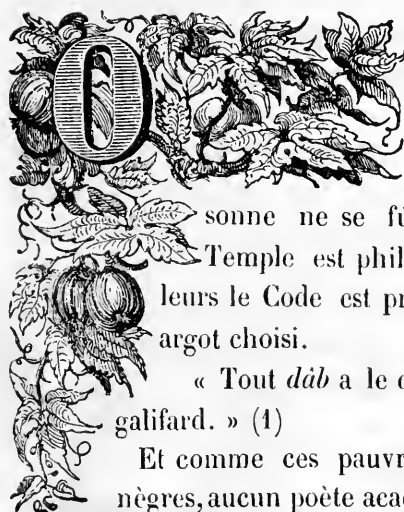 O
sonne ne se fû
Temple est phil
leurs le Code est pr
argot choisi.
« Tout dâb a le
galifard. » (1)
Et comme ces pauvr
nègres, aucun poète aca